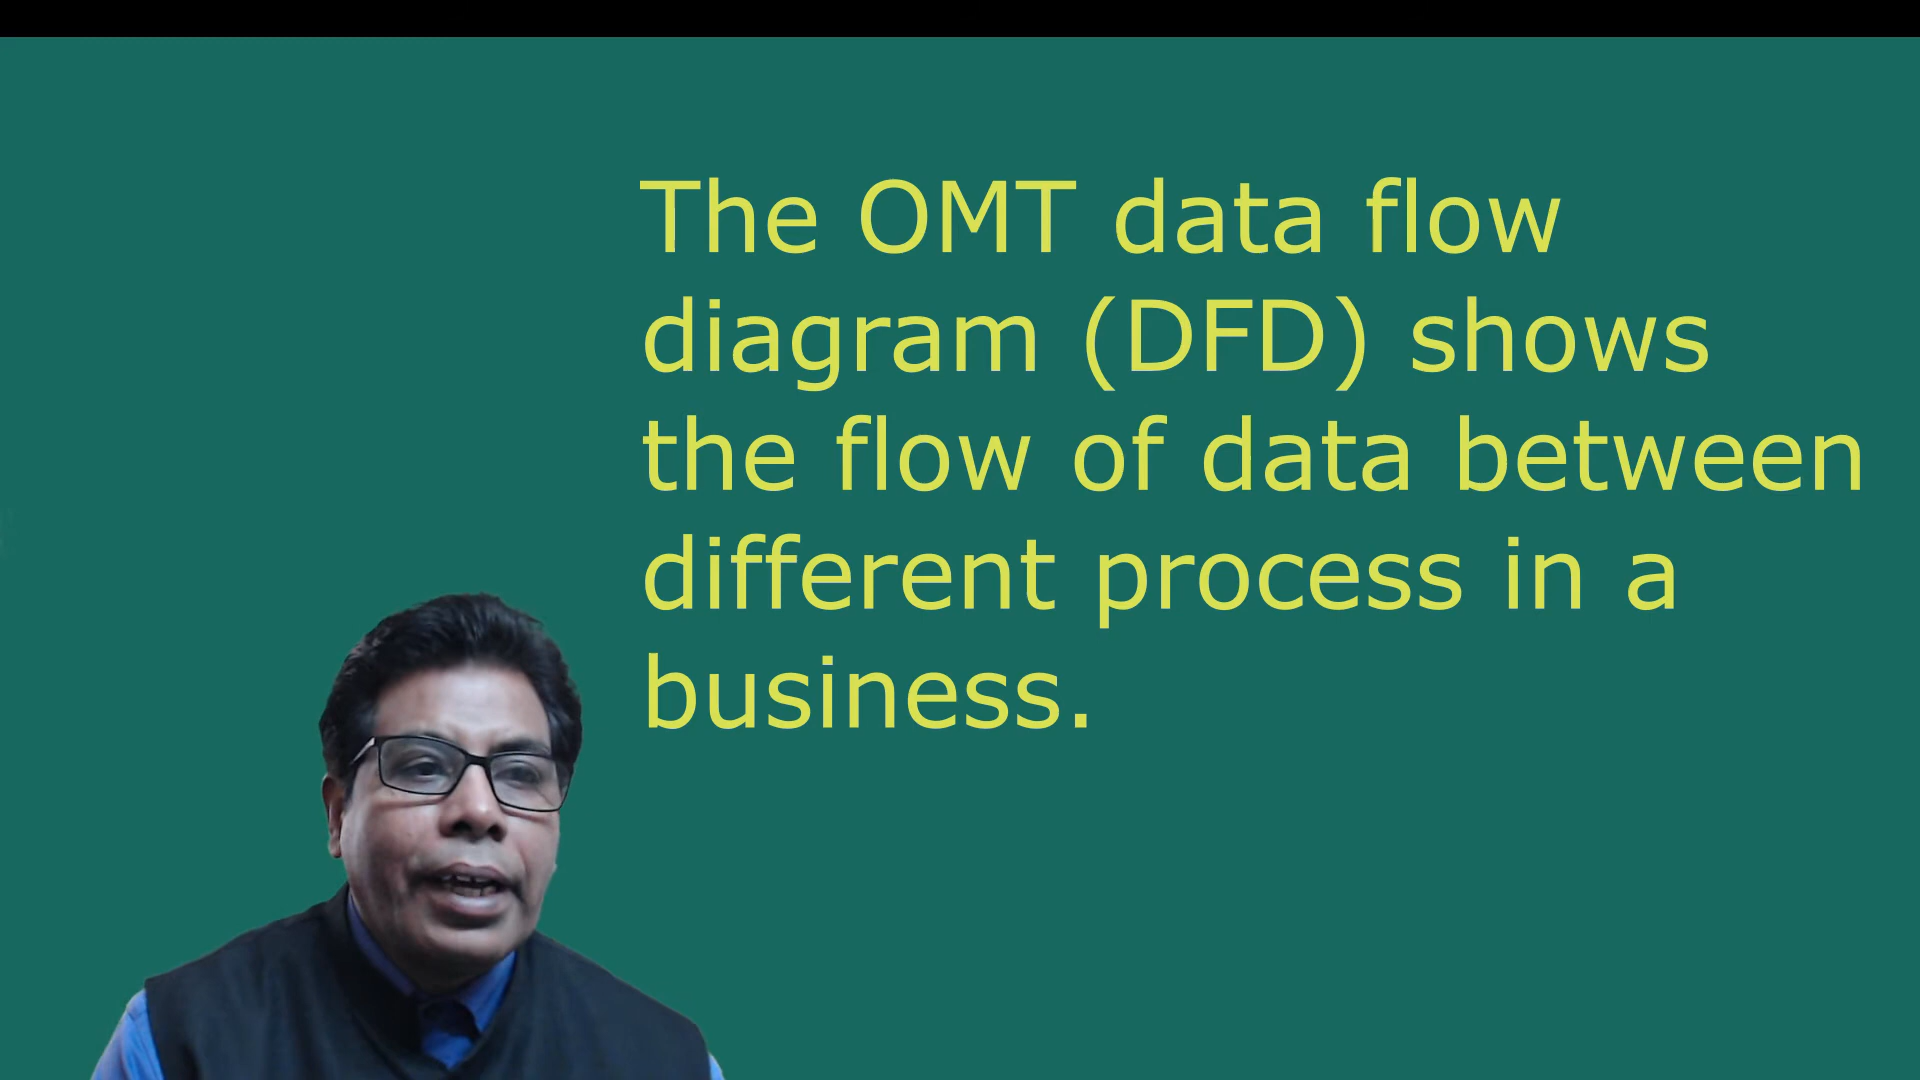 The OMT data flow
diagram (DFD) shows
the flow of data between
different process in a
business.